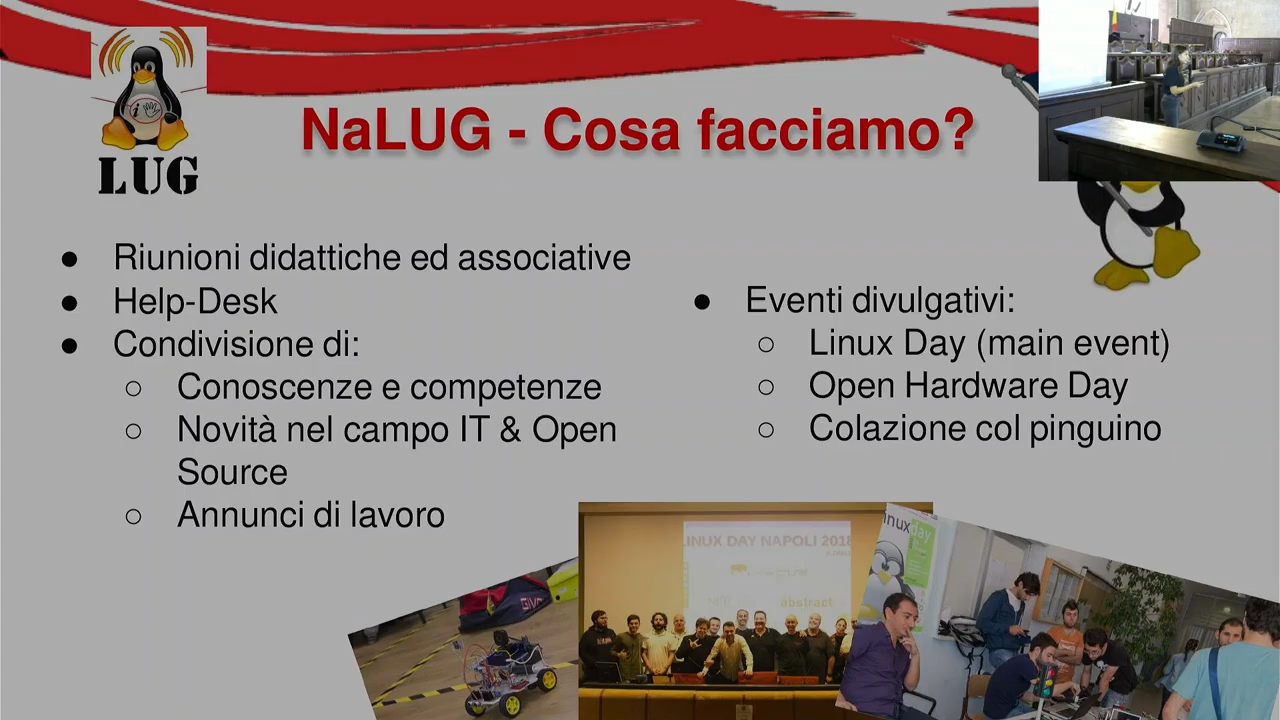 LUG
NaLUG - Cosa facciamo?
● Riunioni didattiche ed associative
● Help-Desk
● Condivisione di:
○ Conoscenze e competenze
○ Novità nel campo IT & Open
Source
○ Annunci di lavoro
● Eventi divulgativi:
○ Linux Day (main event)
○ Open Hardware Day
○ Colazione col pinguino
LINUX DAY NAPOLI 2018
abstract
inux
day